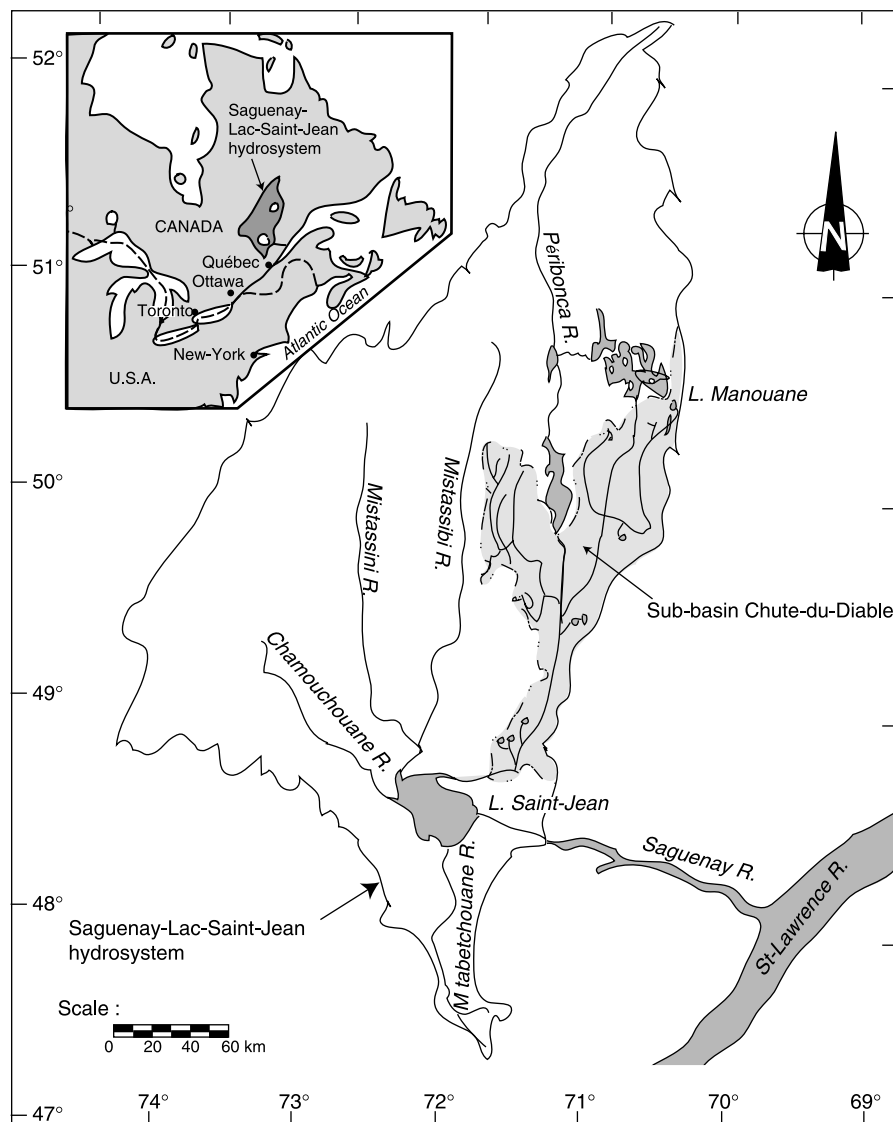 52°
51°
50°
49°
48°
47°
74°
73°
72°
71°
70°
69°
Saguenay-
Lac-Saint-Jean
hydrosystem
CANADA
Québec
Ottawa
Toronto
New-York
U.S.A.
Atlantic Ocean
N
Péribonca R.
L. Manouane
Mistassini R.
Mistassibi R.
Sub-basin Chute-du-Diable
Chamouchouane R.
L. Saint-Jean
Saguenay R.
St-Lawrence R.
M tabetchouane R.
Saguenay-Lac-Saint-Jean
hydrosystem
Scale :
0 20 40 60 km